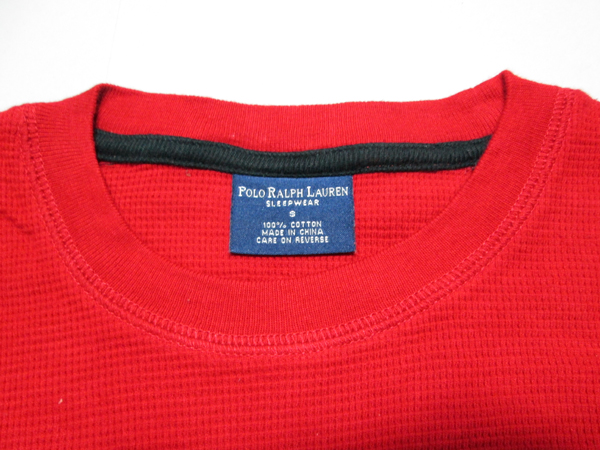 POLO RALPH LAUREN
SLEEPWEAR
S
100% COTTON
MADE IN CHINA
CARE ON REVERSE